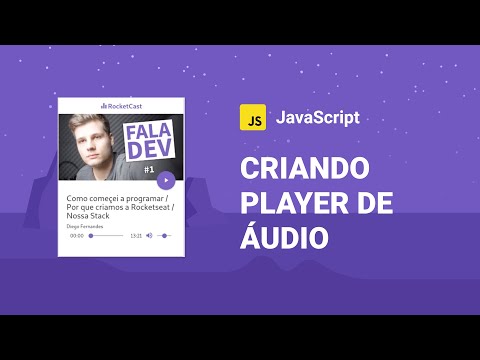 RocketCast
FALA
DEV
#1
Como começei a programar /
Por que criamos a Rocketseat /
Nossa Stack
Diego Fernandes
00:00
13:21
JS
JavaScript
CRIANDO
PLAYER DE
ÁUDIO